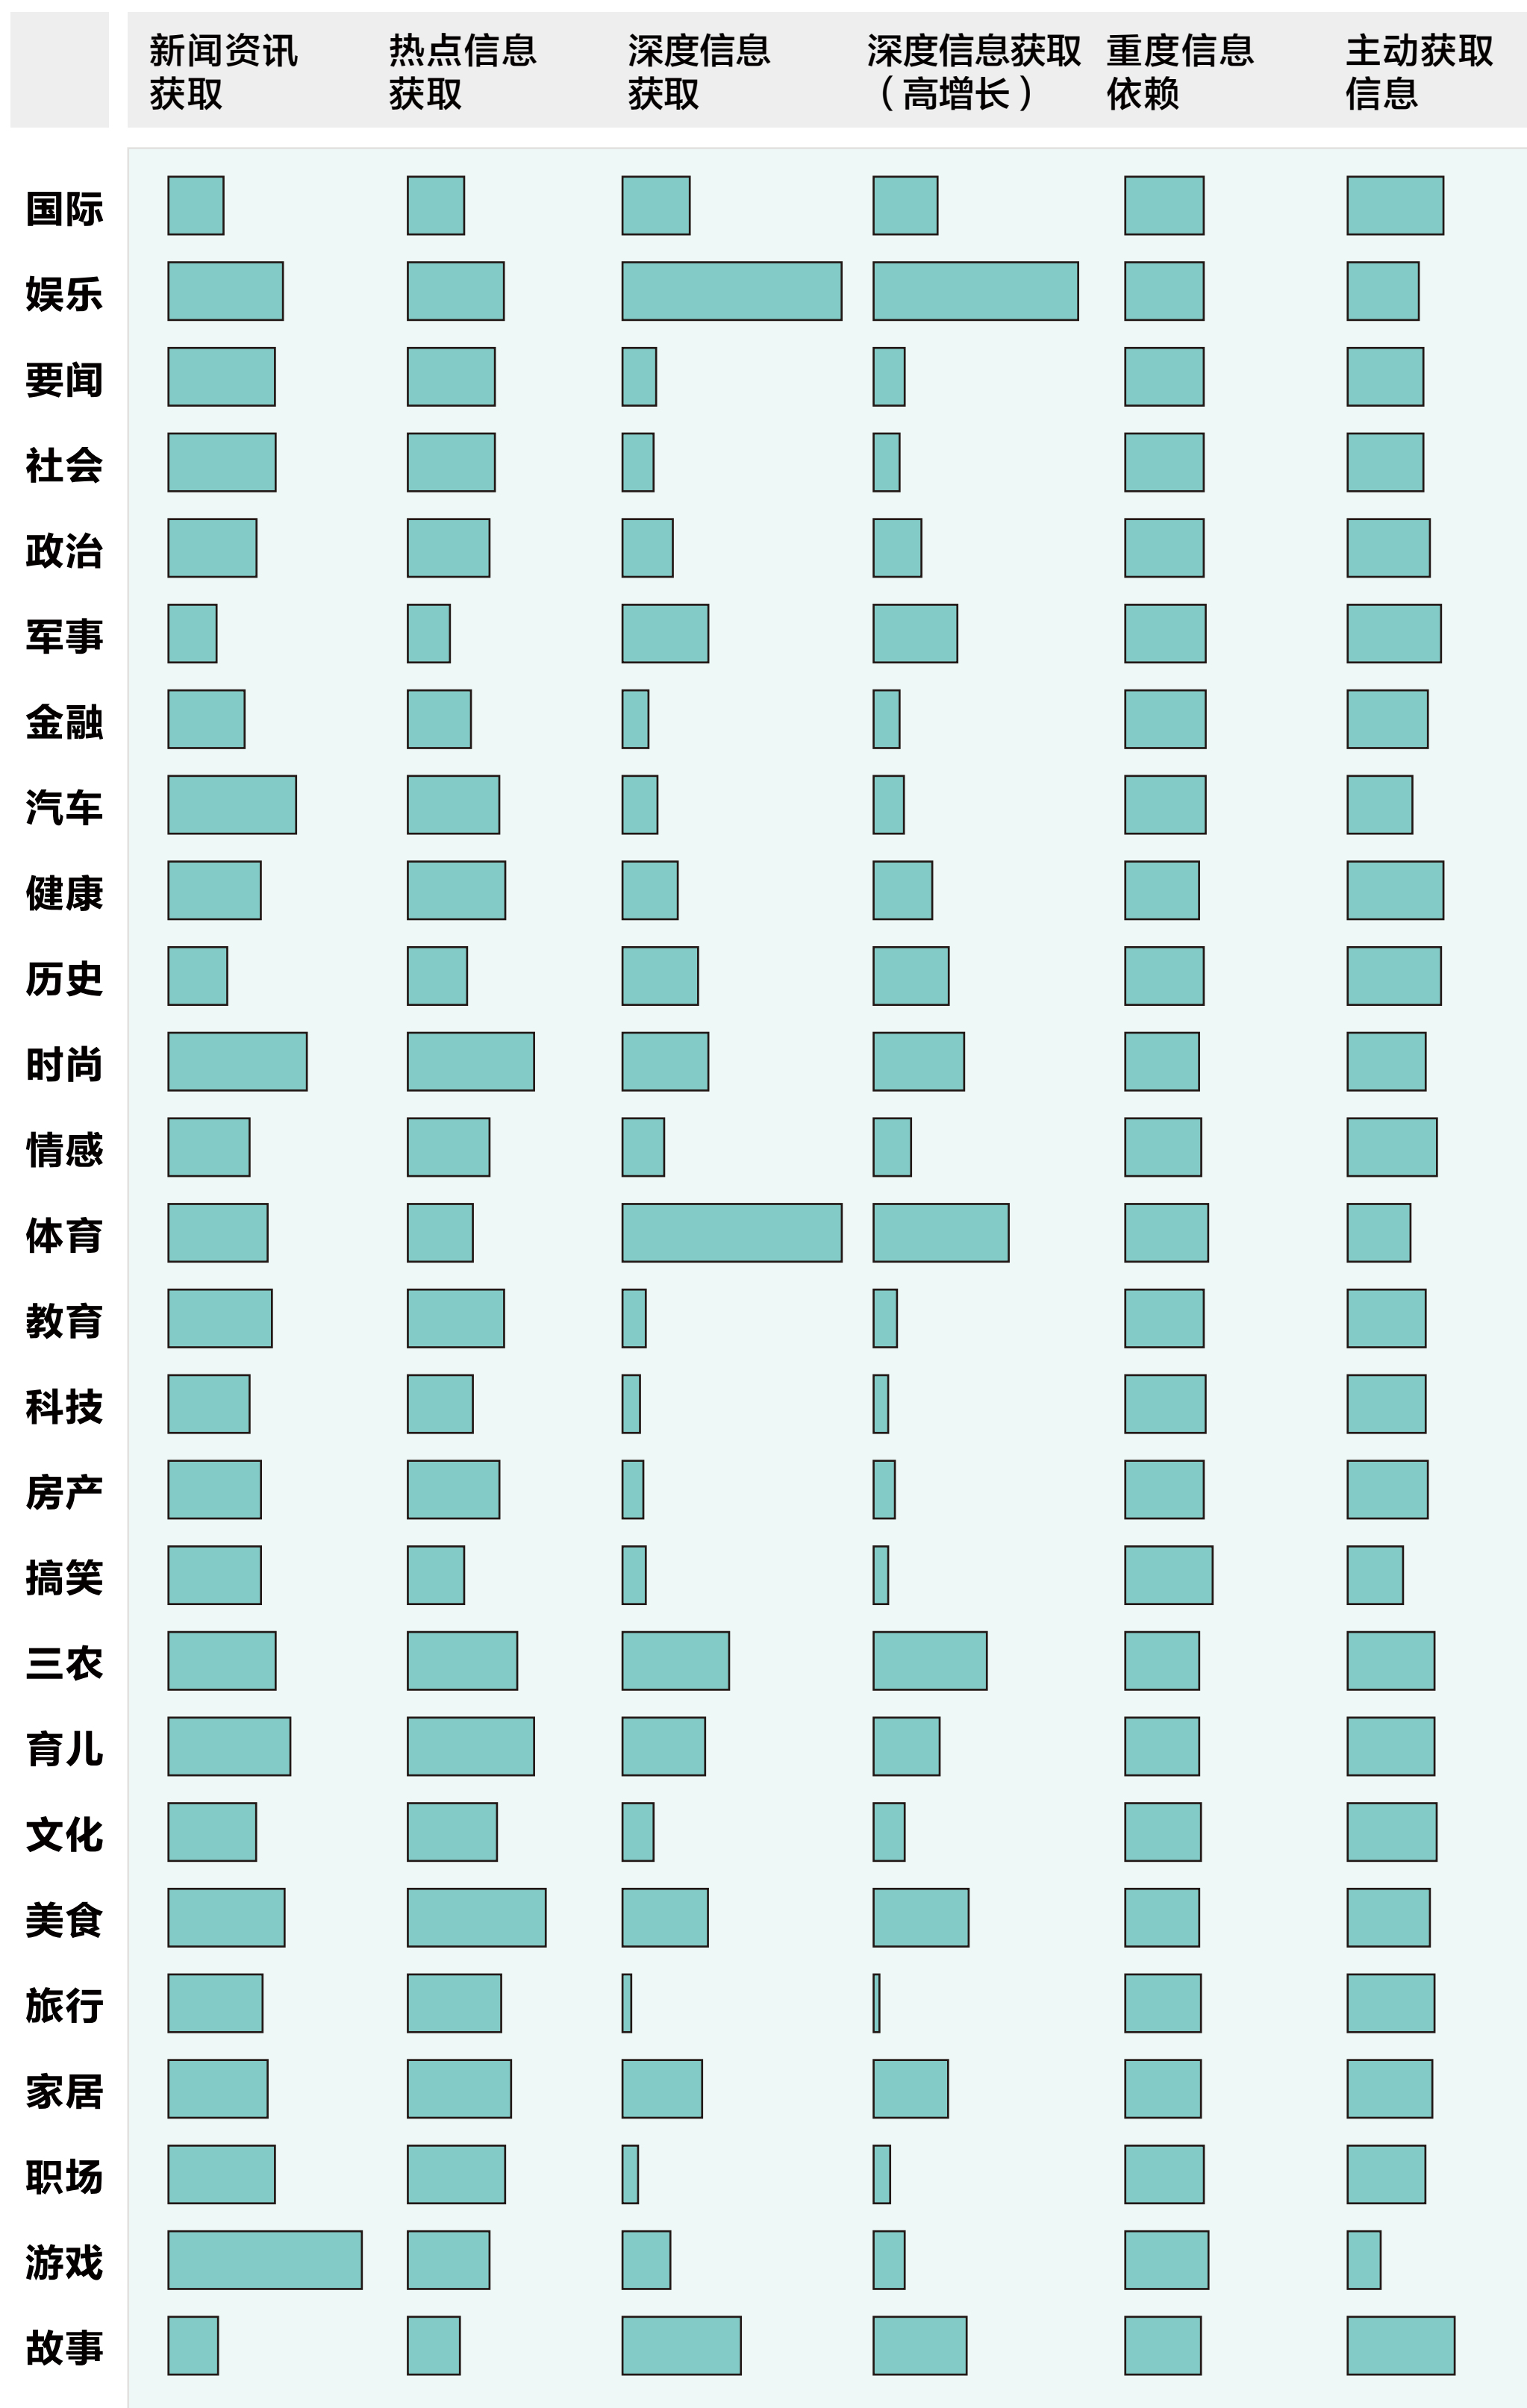 新闻资讯
获取
热点信息
获取
深度信息
获取
深度信息获取
（高增长）
重度信息
依赖
主动获取
信息
国际
娱乐
要闻
社会
政治
军事
金融
汽车
健康
历史
时尚
情感
体育
教育
科技
房产
搞笑
三农
育儿
文化
美食
旅行
家居
职场
游戏
故事